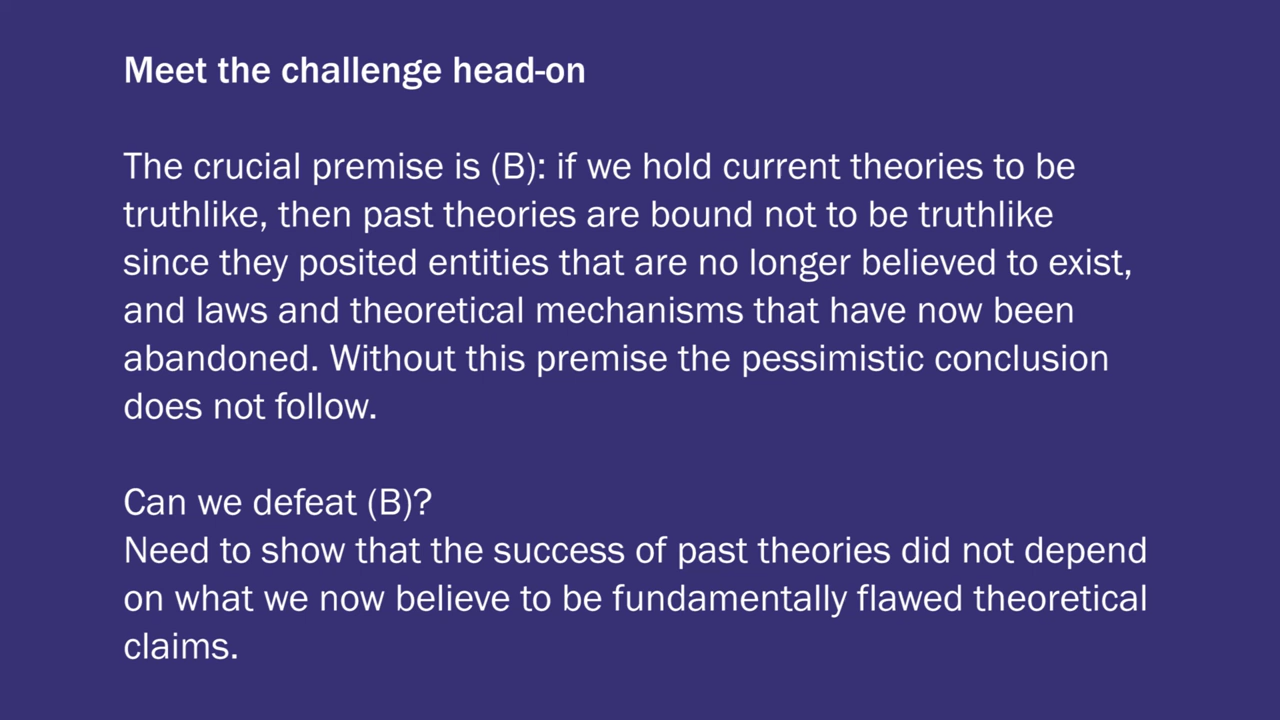 Meet the challenge head-on
The crucial premise is (B): if we hold current theories to be
truthlike, then past theories are bound not to be truthlike
since they posited entities that are no longer believed to exist,
and laws and theoretical mechanisms that have now been
abandoned. Without this premise the pessimistic conclusion
does not follow.
Can we defeat (B)?
Need to show that the success of past theories did not depend
on what we now believe to be fundamentally flawed theoretical
claims.